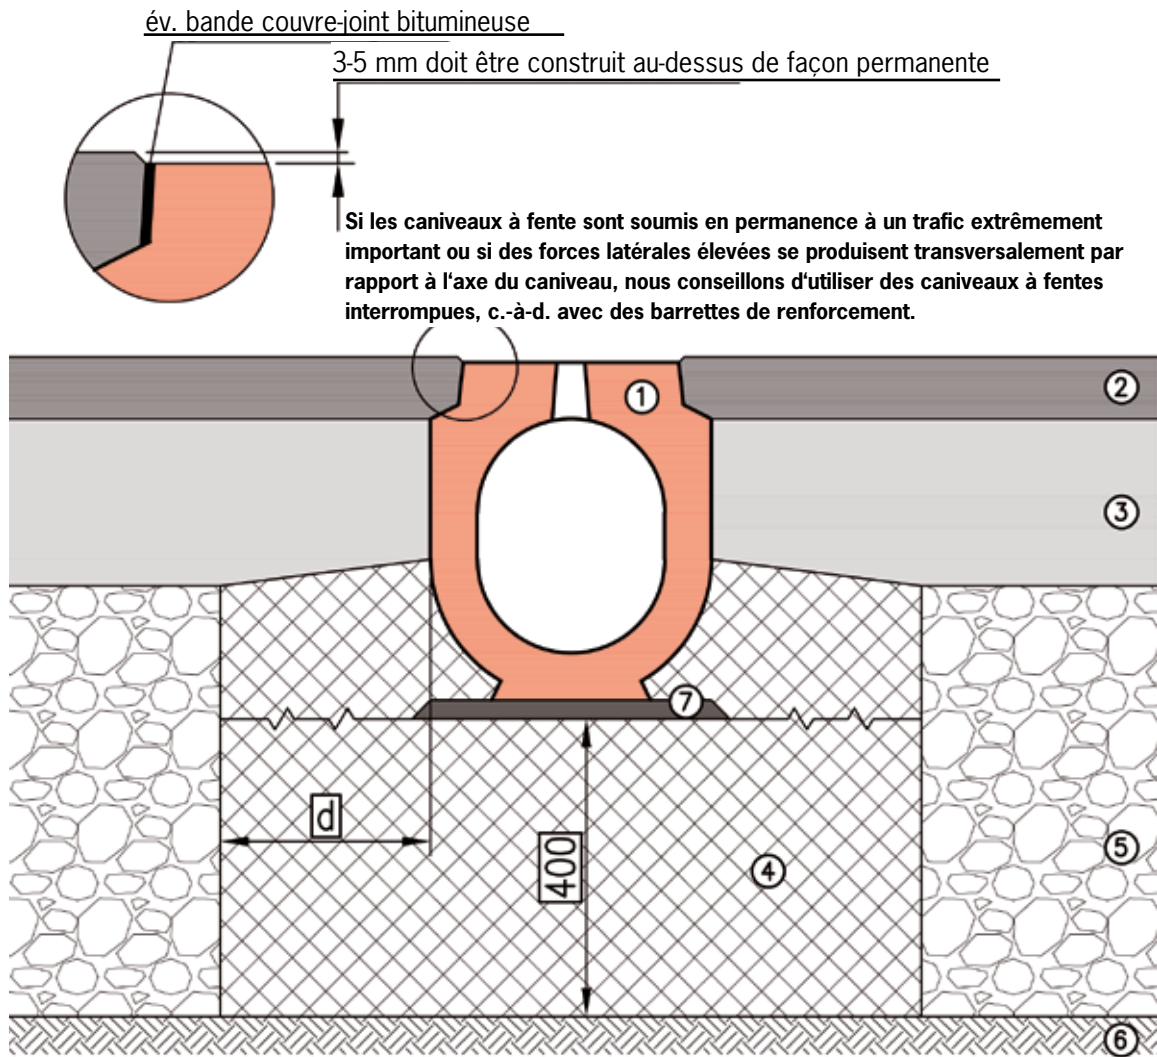 év. bande couvre-joint bitumineuse
3-5 mm doit être construit au-dessus de façon permanente
Si les caniveaux à fente sont soumis en permanence à un trafic extrêmement
important ou si des forces latérales élevées se produisent transversalement par
rapport à l‘axe du caniveau, nous conseillons d‘utiliser des caniveaux à fentes
interrompues, c.-à-d. avec des barrettes de renforcement.
1
2
3
7
d
400
4
5
6